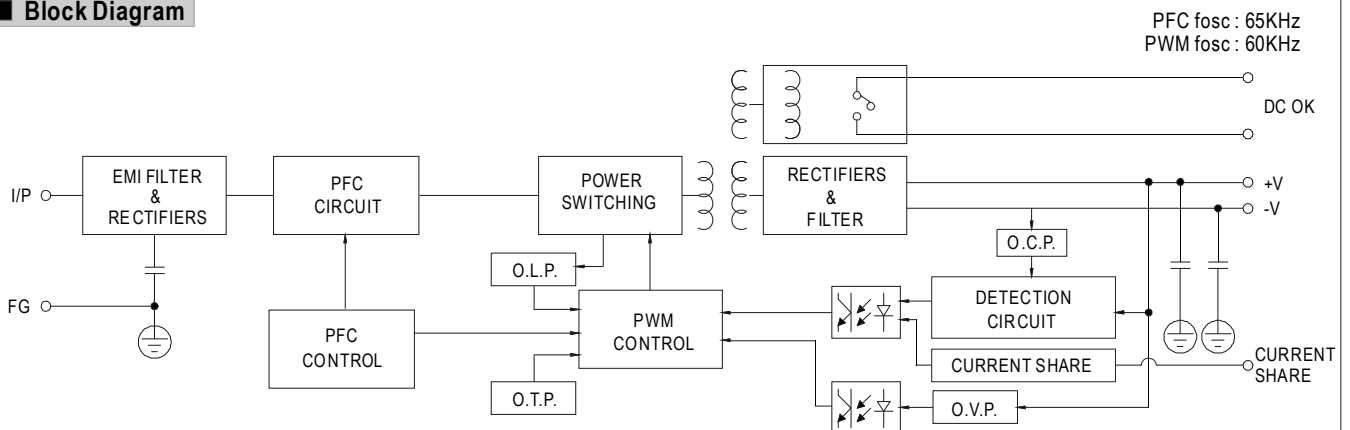 Block Diagram
PFC fosc : 65KHz
PWM fosc : 60KHz
DC OK
I/P
EMI FILTER
&
RECTIFIERS
PFC
CIRCUIT
POWER
SWITCHING
RECTIFIERS
&
FILTER
+V
-V
O.C.P.
O.L.P.
FG
PFC
CONTROL
PWM
CONTROL
DETECTION
CIRCUIT
CURRENT SHARE
CURRENT
SHARE
O.T.P.
O.V.P.